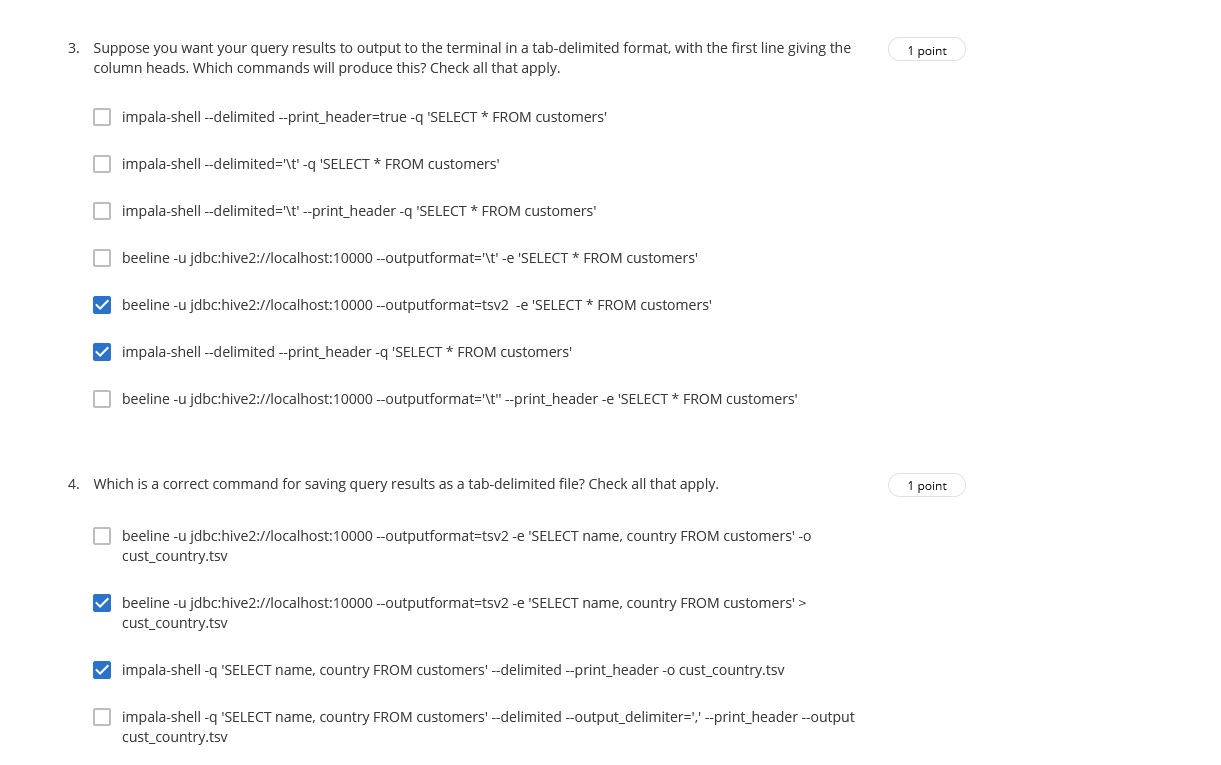 3. Suppose you want your query results to output to the terminal in a tab-delimited format, with the first line giving the 1 point
column heads. Which commands will produce this? Check all that apply.
impala-shell --delimited --print_header=true -q 'SELECT * FROM customers'
impala-shell --delimited='\t' -q 'SELECT * FROM customers'
impala-shell --delimited='\t' --print_header -q 'SELECT * FROM customers'
beeline -u jdbc:hive2://localhost:10000 --outputformat='\t' -e 'SELECT * FROM customers'
beeline -u jdbc:hive2://localhost:10000 --outputformat=tsv2  -e 'SELECT * FROM customers'
impala-shell --delimited --print_header -q 'SELECT * FROM customers'
beeline -u jdbc:hive2://localhost:10000 --outputformat='\t'' --print_header -e 'SELECT * FROM customers'
4. Which is a correct command for saving query results as a tab-delimited file? Check all that apply. 1 point
beeline -u jdbc:hive2://localhost:10000 --outputformat=tsv2 -e 'SELECT name, country FROM customers' -o
cust_country.tsv
beeline -u jdbc:hive2://localhost:10000 --outputformat=tsv2 -e 'SELECT name, country FROM customers' >
cust_country.tsv
impala-shell -q 'SELECT name, country FROM customers' --delimited --print_header -o cust_country.tsv
impala-shell -q 'SELECT name, country FROM customers' --delimited --output_delimiter=',' --print_header --output
cust_country.tsv